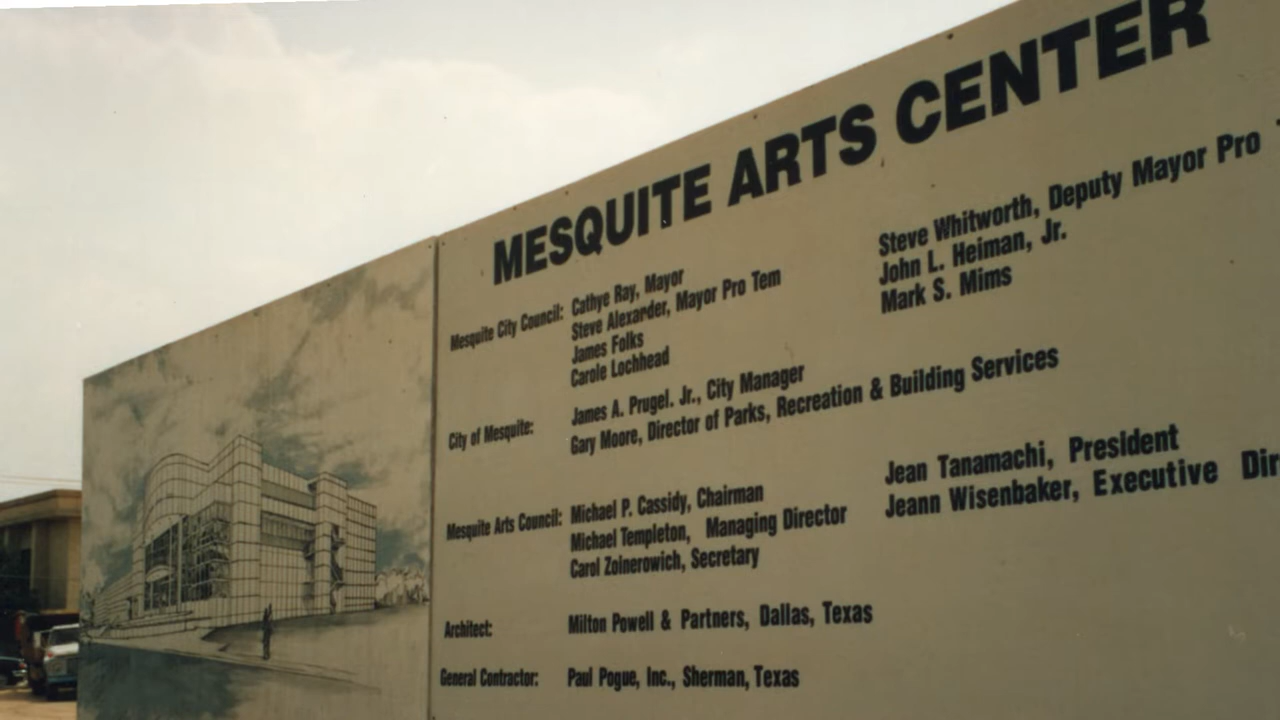 MESQUITE ARTS CENTER
Mesquite City Council: Cathye Ray, Mayor
Steve Alexander, Mayor Pro Tem
James Folks
Carole Lochhead
Steve Whitworth, Deputy Mayor Pro
John L. Heiman, Jr.
Mark S. Mims
City of Mesquite: James A. Prugel. Jr., City Manager
Gary Moore, Director of Parks, Recreation & Building Services
Mesquite Arts Council: Michael P. Cassidy, Chairman
Michael Templeton, Managing Director
Carol Zoinerowich, Secretary
Jean Tanamachi, President
Jeann Wisenbaker, Executive Dir
Architect: Milton Powell & Partners, Dallas, Texas
General Contractor: Paul Pogue, Inc., Sherman, Texas